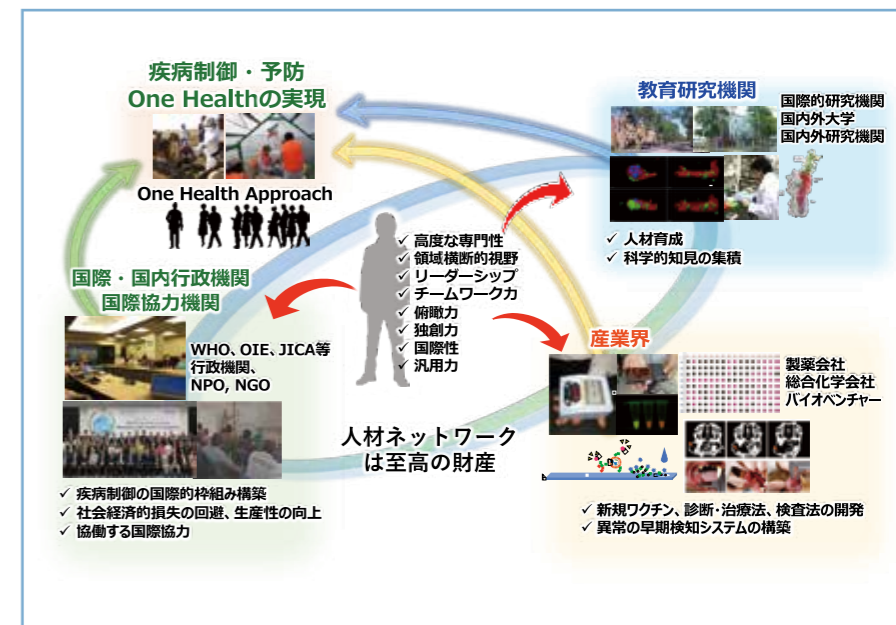 疾病制御・予防
One Healthの実現
One Health Approach
教育研究機関
国際的研究機関
国内外大学
国内外研究機関
✓ 人材育成
✓ 科学的知見の集積
✓ 高度な専門性
✓ 領域横断的視野
✓ リーダーシップ
✓ チームワーク力
✓ 俯瞰力
✓ 独創力
✓ 国際性
✓ 汎用力
国際・国内行政機関
国際協力機関
WHO、OIE、JICA等
行政機関、
NPO, NGO
✓ 疾病制御の国際的枠組み構築
✓ 社会経済的損失の回避、生産性の向上
✓ 協働する国際協力
人材ネットワーク
は至高の財産
産業界
製薬会社
総合化学会社
バイオベンチャー
b
✓ 新規ワクチン、診断・治療法、検査法の開発
✓ 異常の早期検知システムの構築